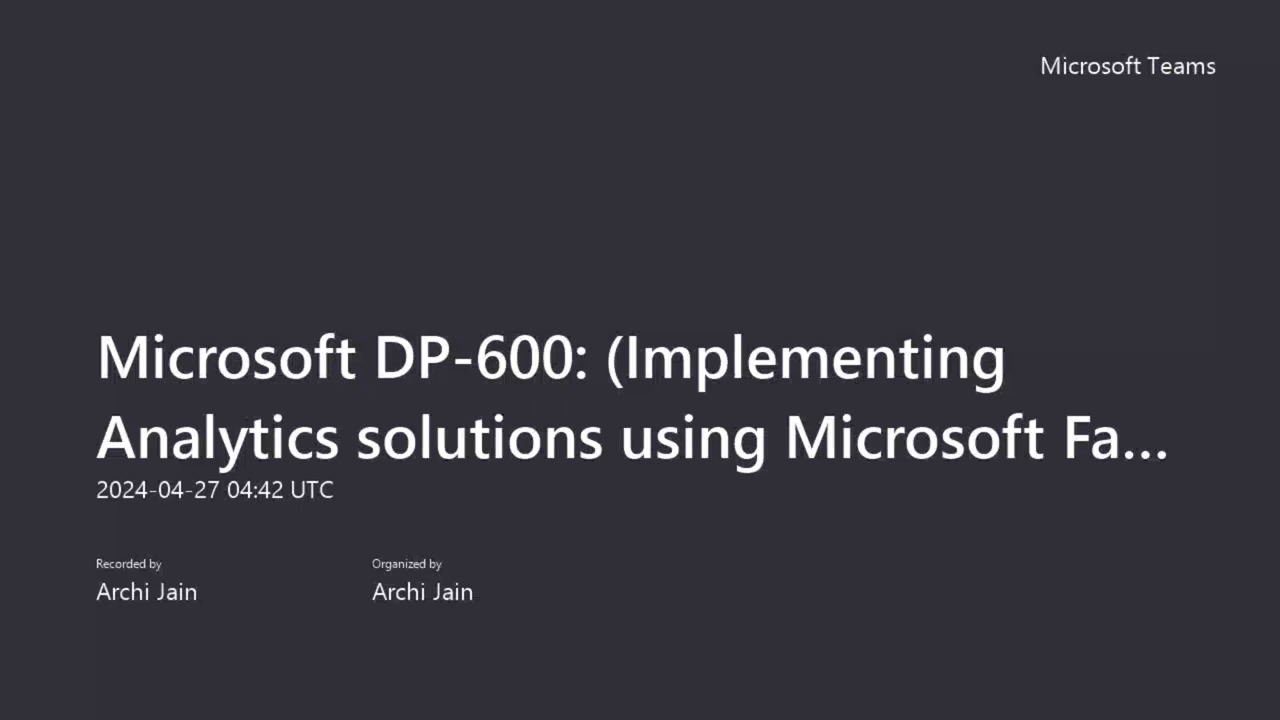 Microsoft Teams
Microsoft DP-600: (Implementing
Analytics solutions using Microsoft Fa...
2024-04-27 04:42 UTC
Recorded by
Organized by
Archi Jain
Archi Jain